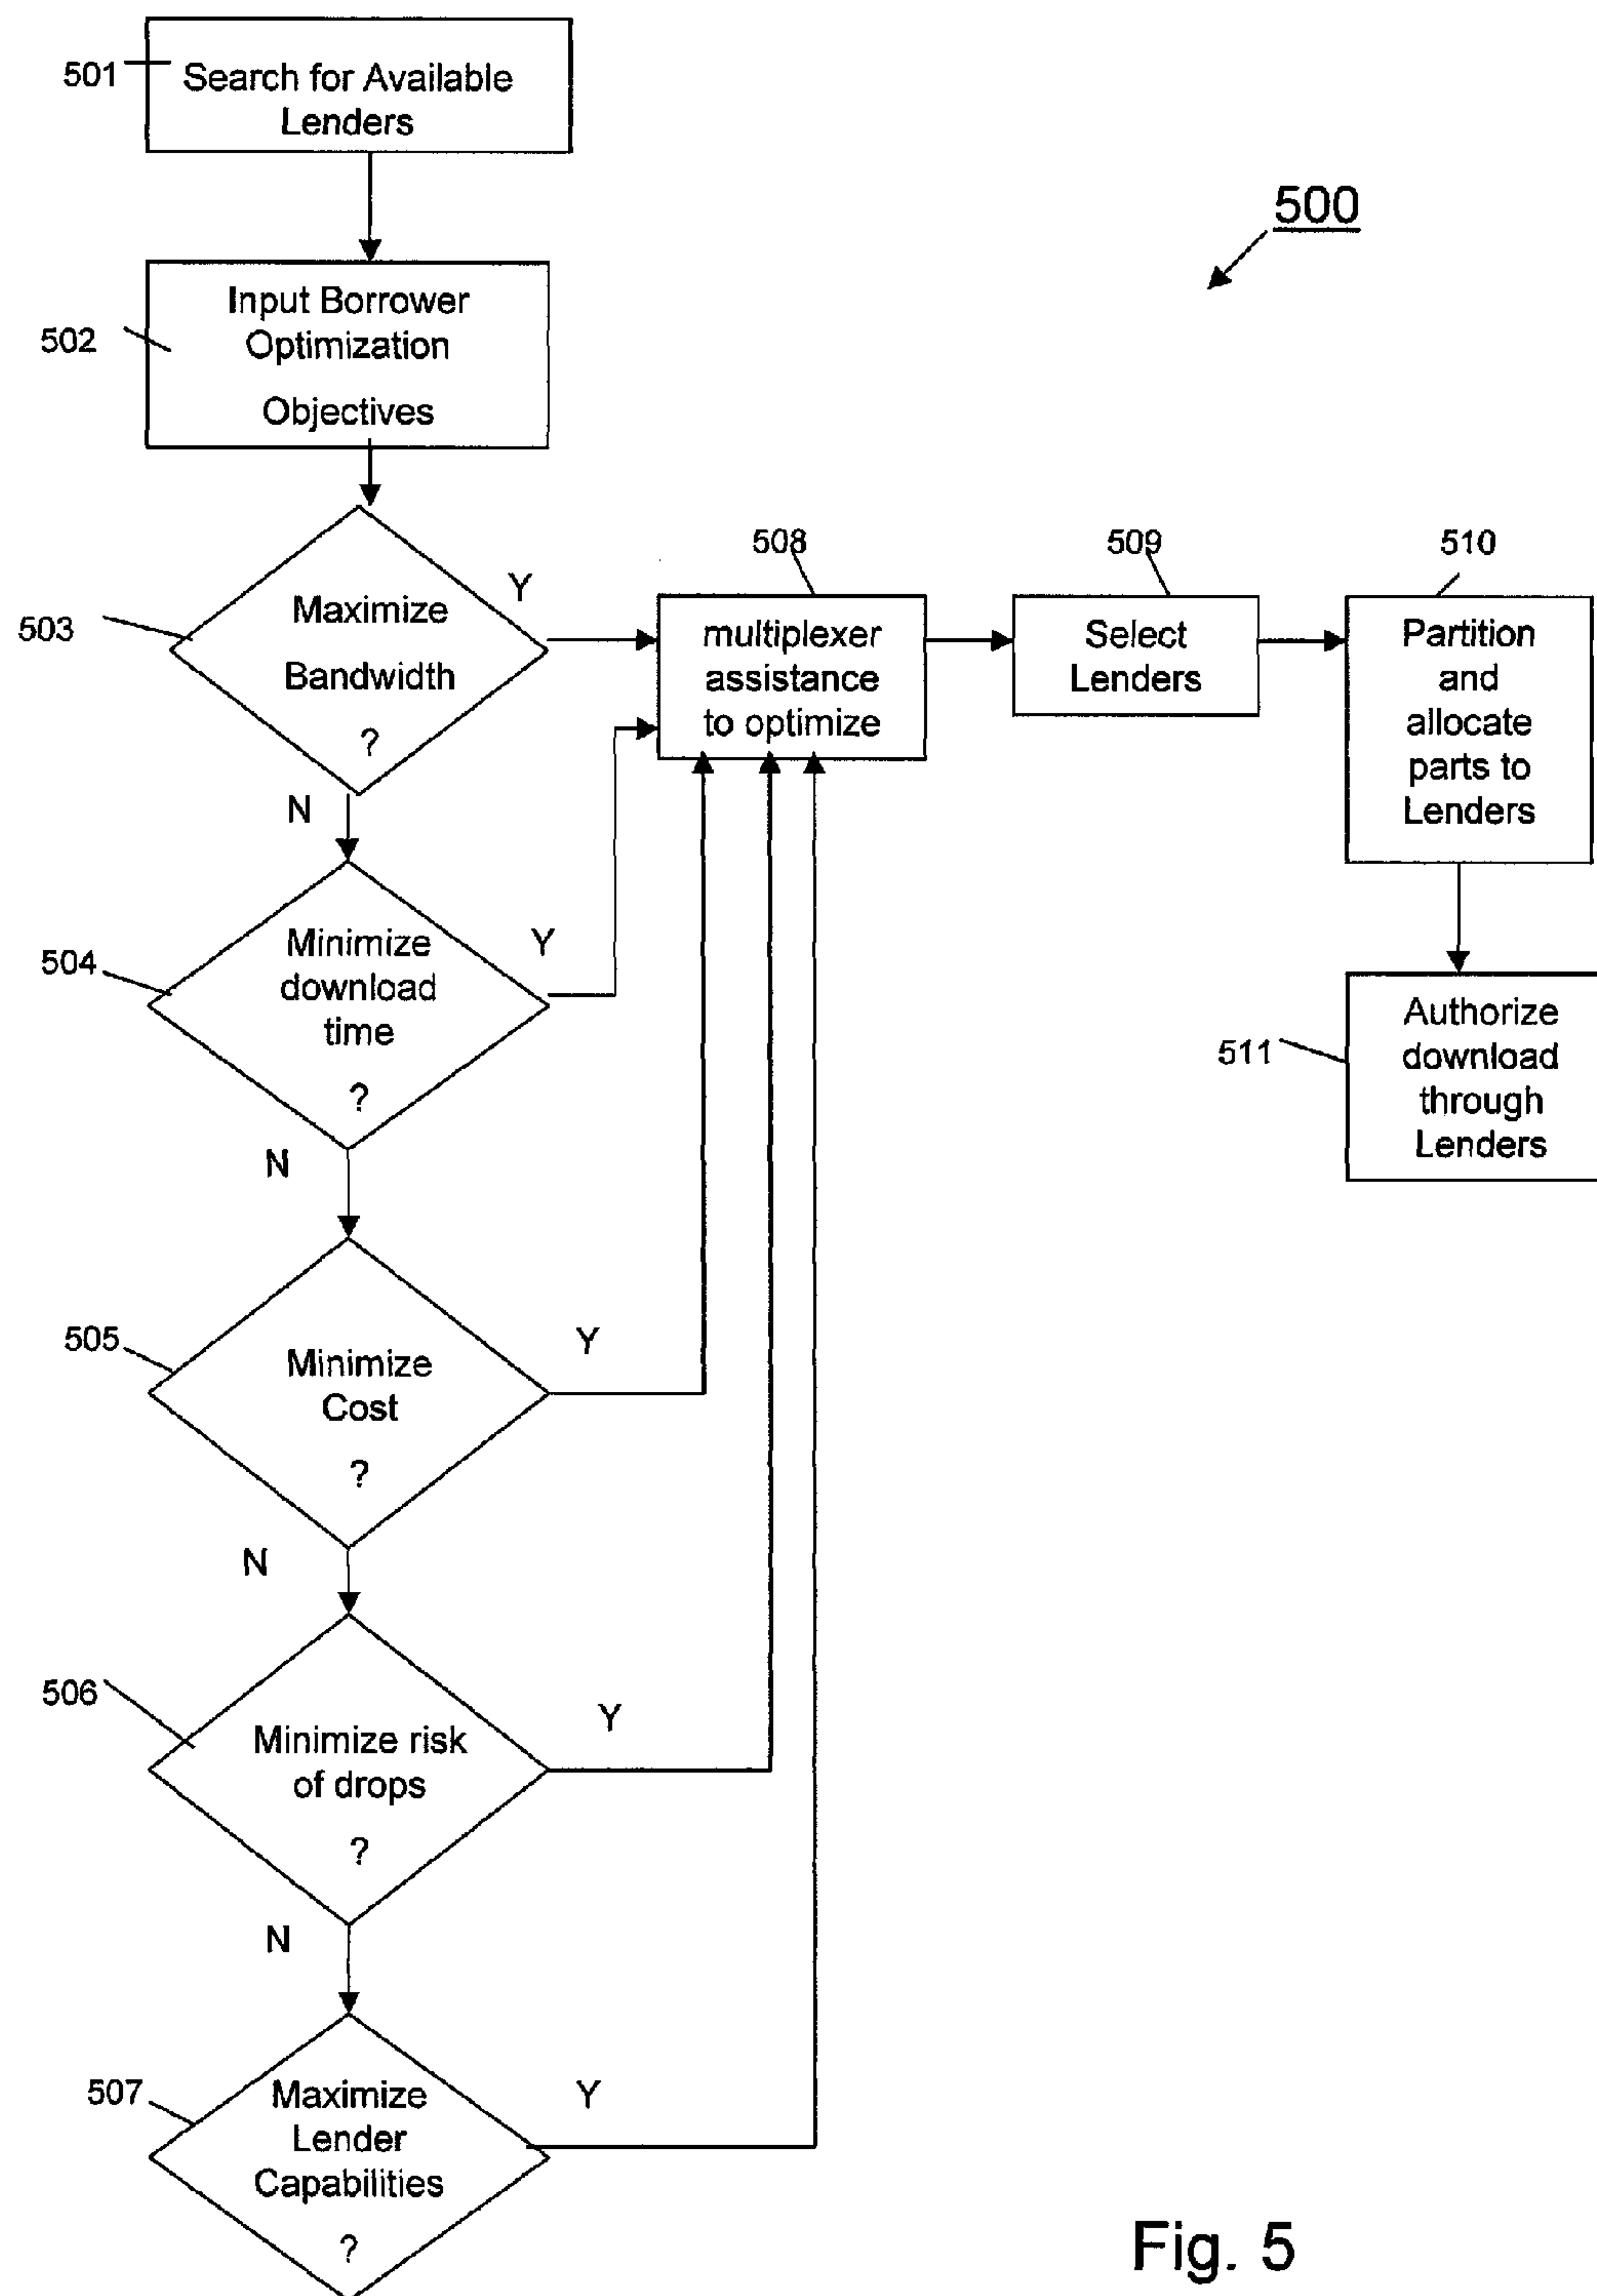 501
Search for Available
Lenders
500
502
Input Borrower
Optimization
Objectives
503
Maximize
Bandwidth
?
Y
N
508
multiplexer
assistance
to optimize
509
Select
Lenders
510
Partition
and
allocate
parts to
Lenders
511
Authorize
download
through
Lenders
504
Minimize
download
time
?
Y
N
505
Minimize
Cost
?
Y
N
506
Minimize risk
of drops
?
Y
N
507
Maximize
Lender
Capabilities
?
Y
Fig. 5